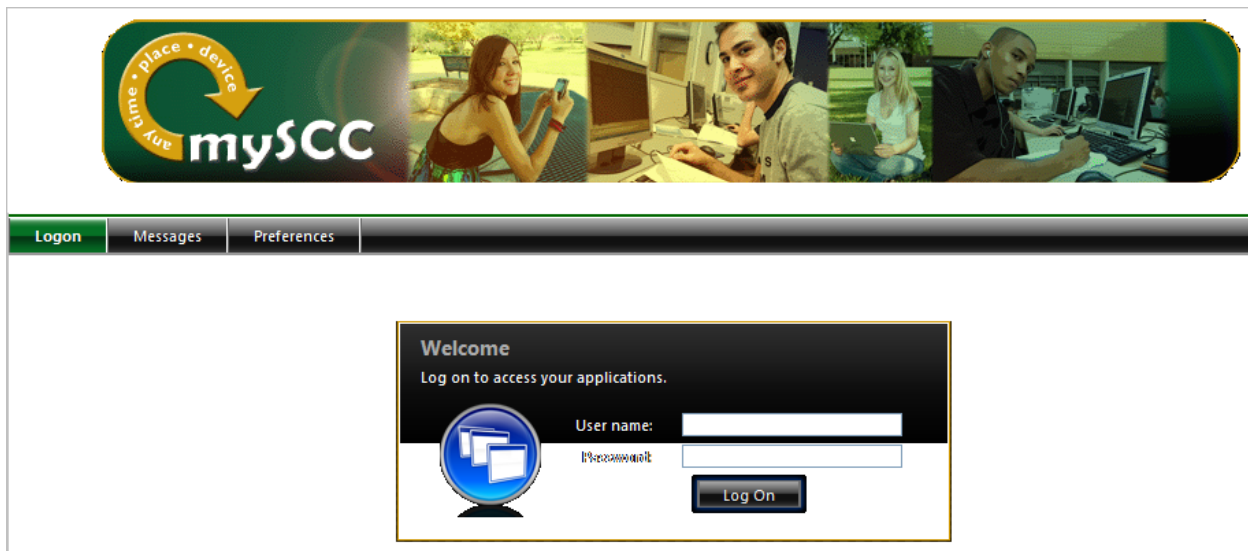 any time • place • device
mySCC
Logon Messages Preferences
Welcome
Log on to access your applications.
User name:
Password:
Log On